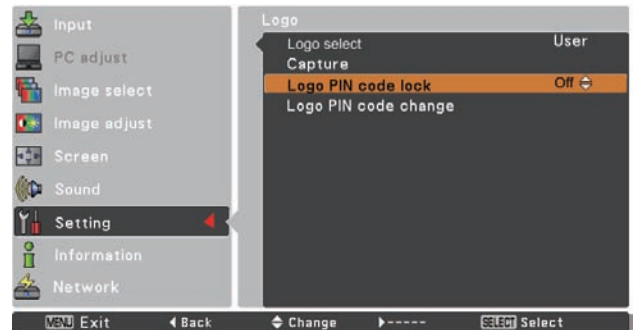 Input
PC adjust
Image select
Image adjust
Screen
Sound
Setting
Information
Network
Logo
Logo select User
Capture
Logo PIN code lock Off
Logo PIN code change
MENU Exit Back Change ----- SELECT Select